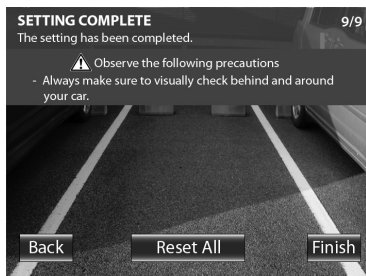 SETTING COMPLETE 9/9
The setting has been completed.
Observe the following precautions
- Always make sure to visually check behind and around
your car.
Back Reset All Finish